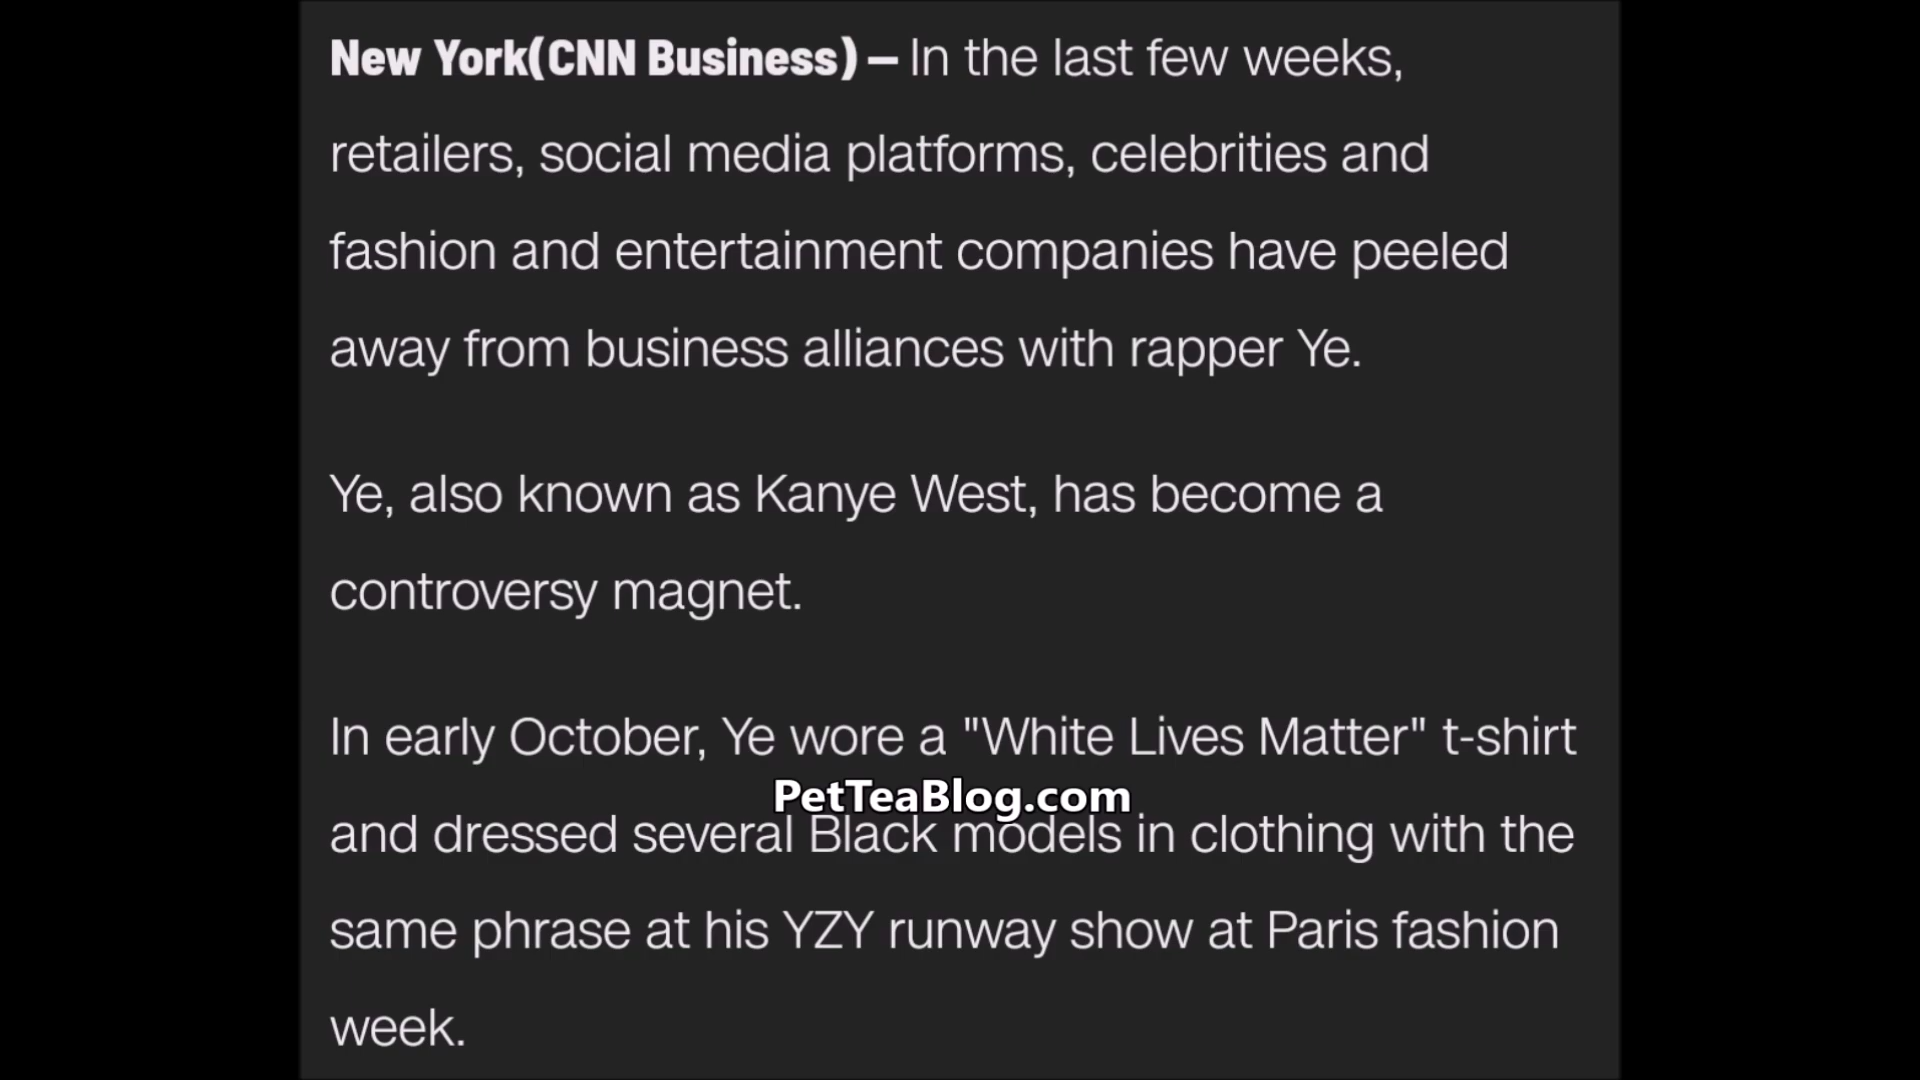 New York(CNN Business) — In the last few weeks,
retailers, social media platforms, celebrities and
fashion and entertainment companies have peeled
away from business alliances with rapper Ye.
Ye, also known as Kanye West, has become a
controversy magnet.
In early October, Ye wore a "White Lives Matter" t-shirt
PetTeaBlog.com
and dressed several Black models in clothing with the
same phrase at his YZY runway show at Paris fashion
week.